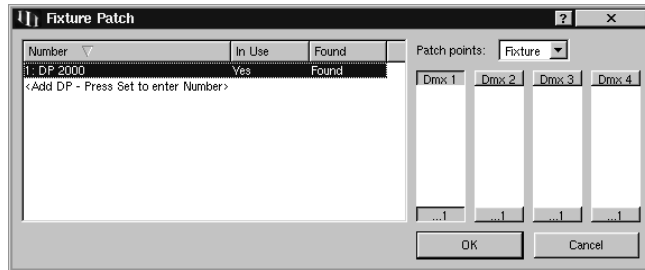 Fixture Patch ? X
Number In Use Found
1: DP 2000 Yes Found
<Add DP - Press Set to enter Number>
Patch points: Fixture
Dmx 1 Dmx 2 Dmx 3 Dmx 4
...1 ...1 ...1 ...1
OK Cancel